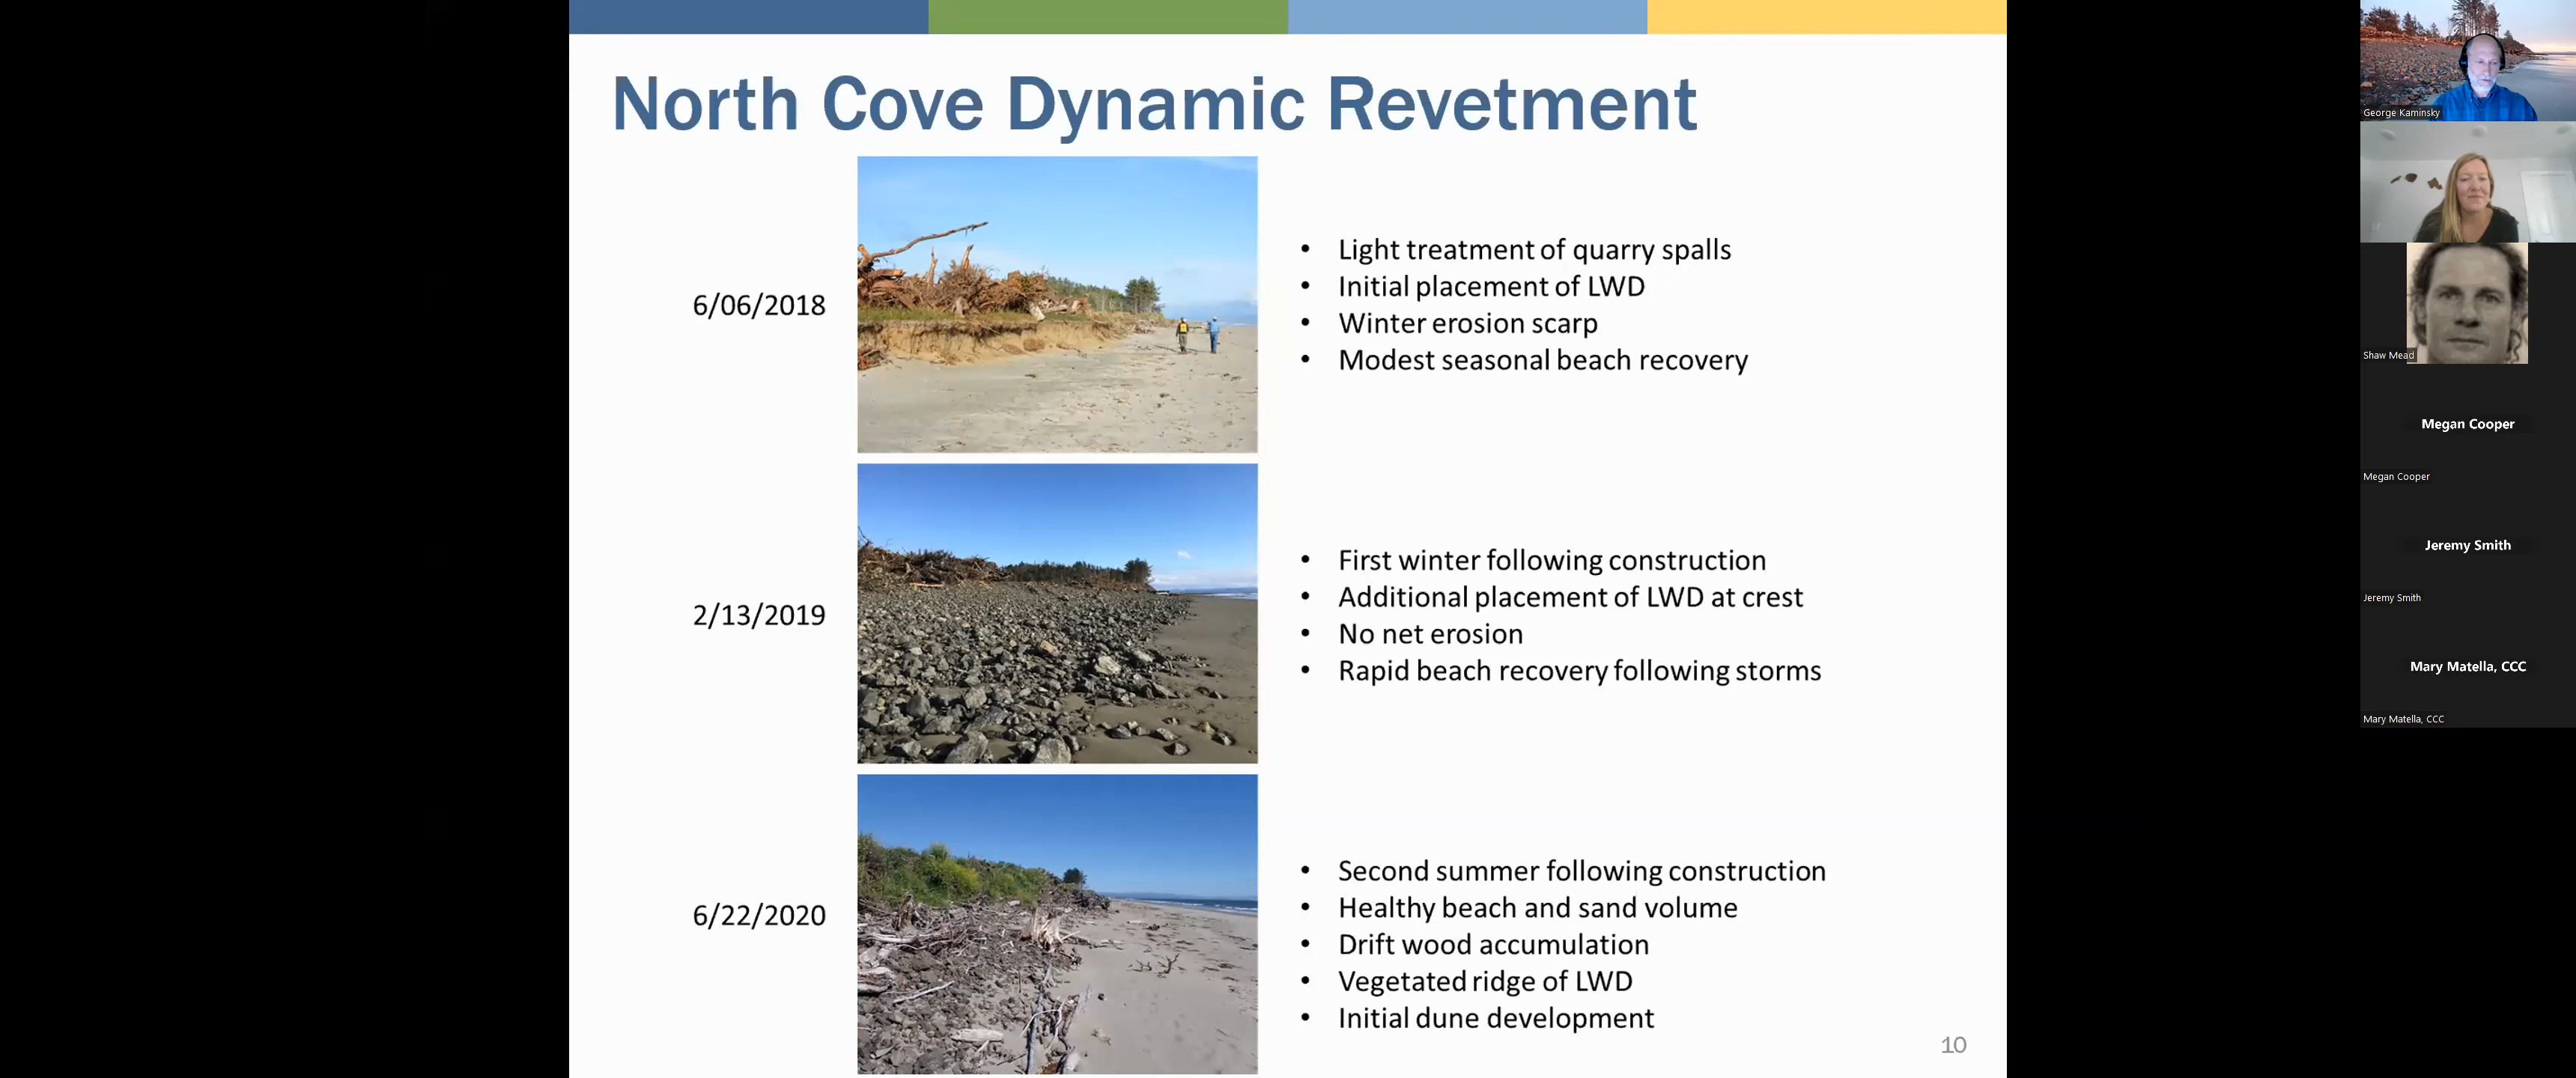 North Cove Dynamic Revetment
6/06/2018
• Light treatment of quarry spalls
• Initial placement of LWD
• Winter erosion scarp
• Modest seasonal beach recovery
2/13/2019
• First winter following construction
• Additional placement of LWD at crest
• No net erosion
• Rapid beach recovery following storms
6/22/2020
• Second summer following construction
• Healthy beach and sand volume
• Drift wood accumulation
• Vegetated ridge of LWD
• Initial dune development
10
George Kaminsky
Shaw Mead
Megan Cooper
Megan Cooper
Jeremy Smith
Jeremy Smith
Mary Matella, CCC
Mary Matella, CCC